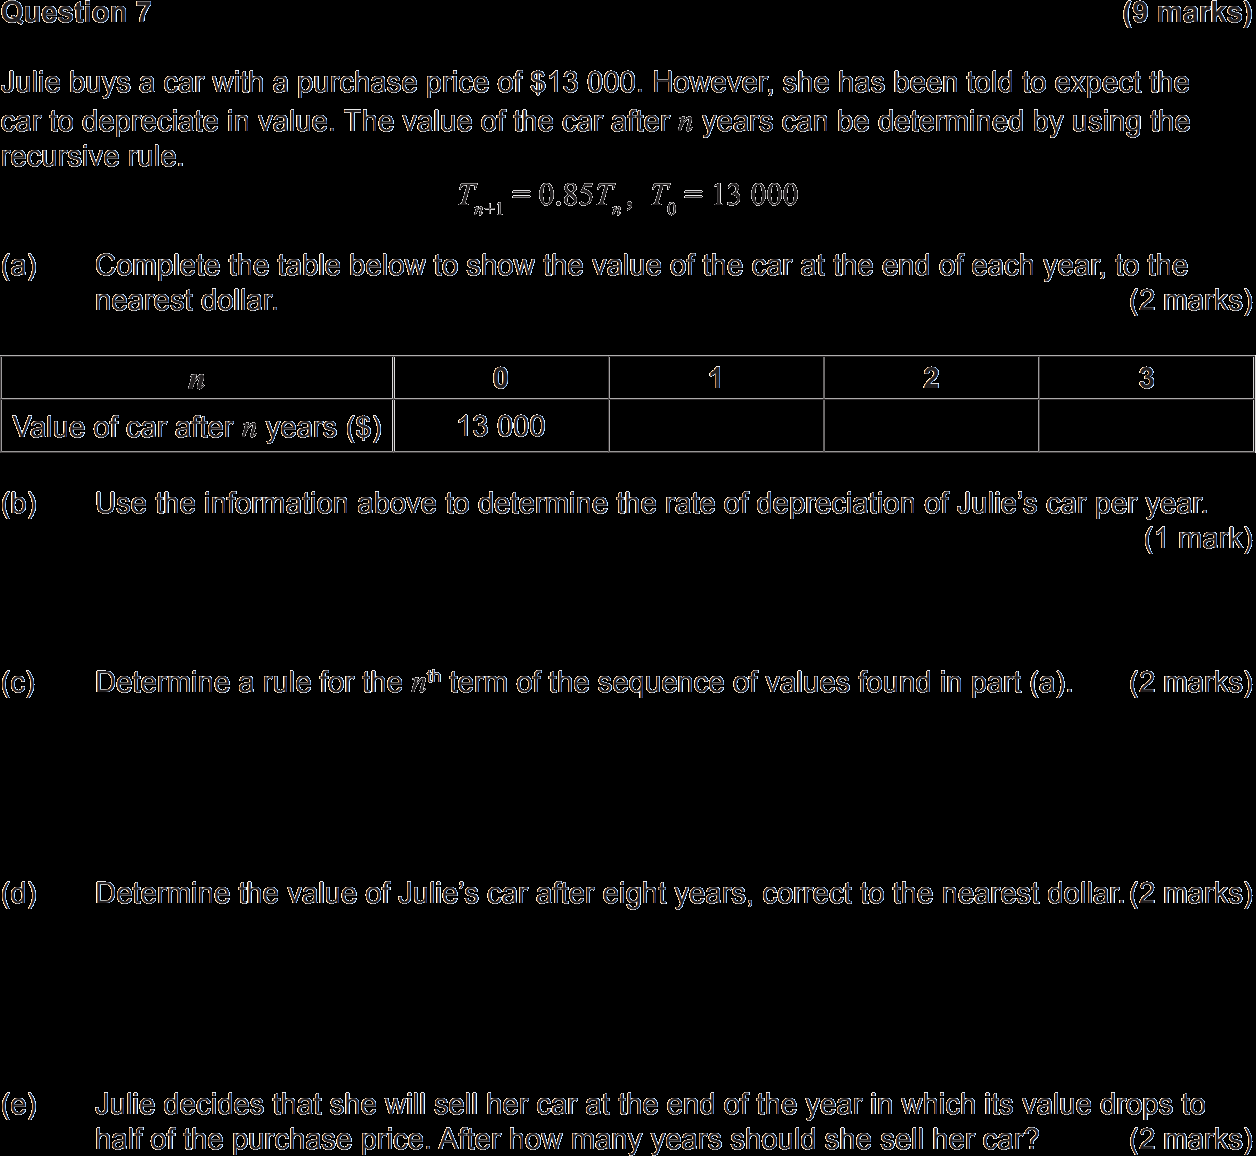 Question 7 (9 marks)
Julie buys a car with a purchase price of $13 000. However, she has been told to expect the
car to depreciate in value. The value of the car after n years can be determined by using the
recursive rule.
Tₙ₊₁ = 0.85Tₙ, T₀ = 13 000
(a) Complete the table below to show the value of the car at the end of each year, to the
nearest dollar. (2 marks)
n 0 1 2 3
Value of car after n years ($) 13 000
(b) Use the information above to determine the rate of depreciation of Julie’s car per year.
(1 mark)
(c) Determine a rule for the nᵗʰ term of the sequence of values found in part (a). (2 marks)
(d) Determine the value of Julie’s car after eight years, correct to the nearest dollar. (2 marks)
(e) Julie decides that she will sell her car at the end of the year in which its value drops to
half of the purchase price. After how many years should she sell her car? (2 marks)